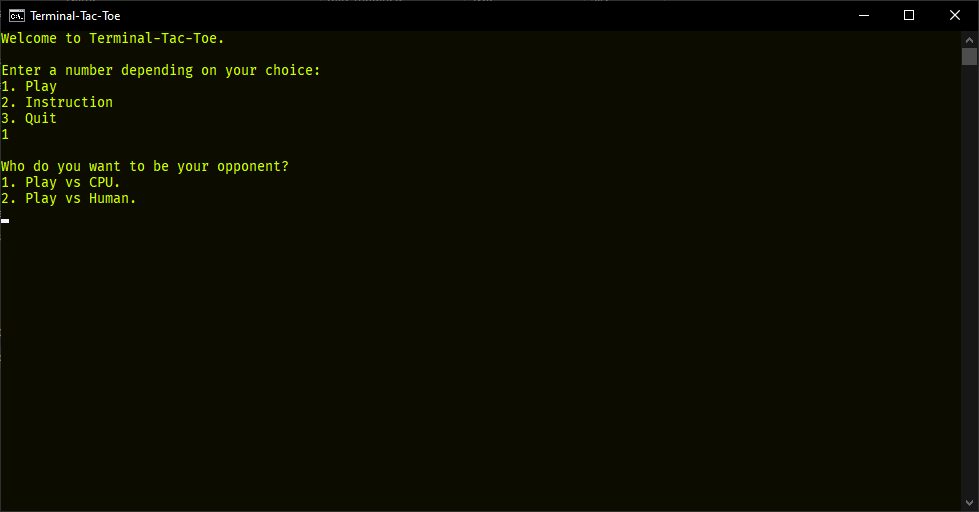 Terminal-Tac-Toe
Welcome to Terminal-Tac-Toe.
Enter a number depending on your choice:
1. Play
2. Instruction
3. Quit
1
Who do you want to be your opponent?
1. Play vs CPU.
2. Play vs Human.